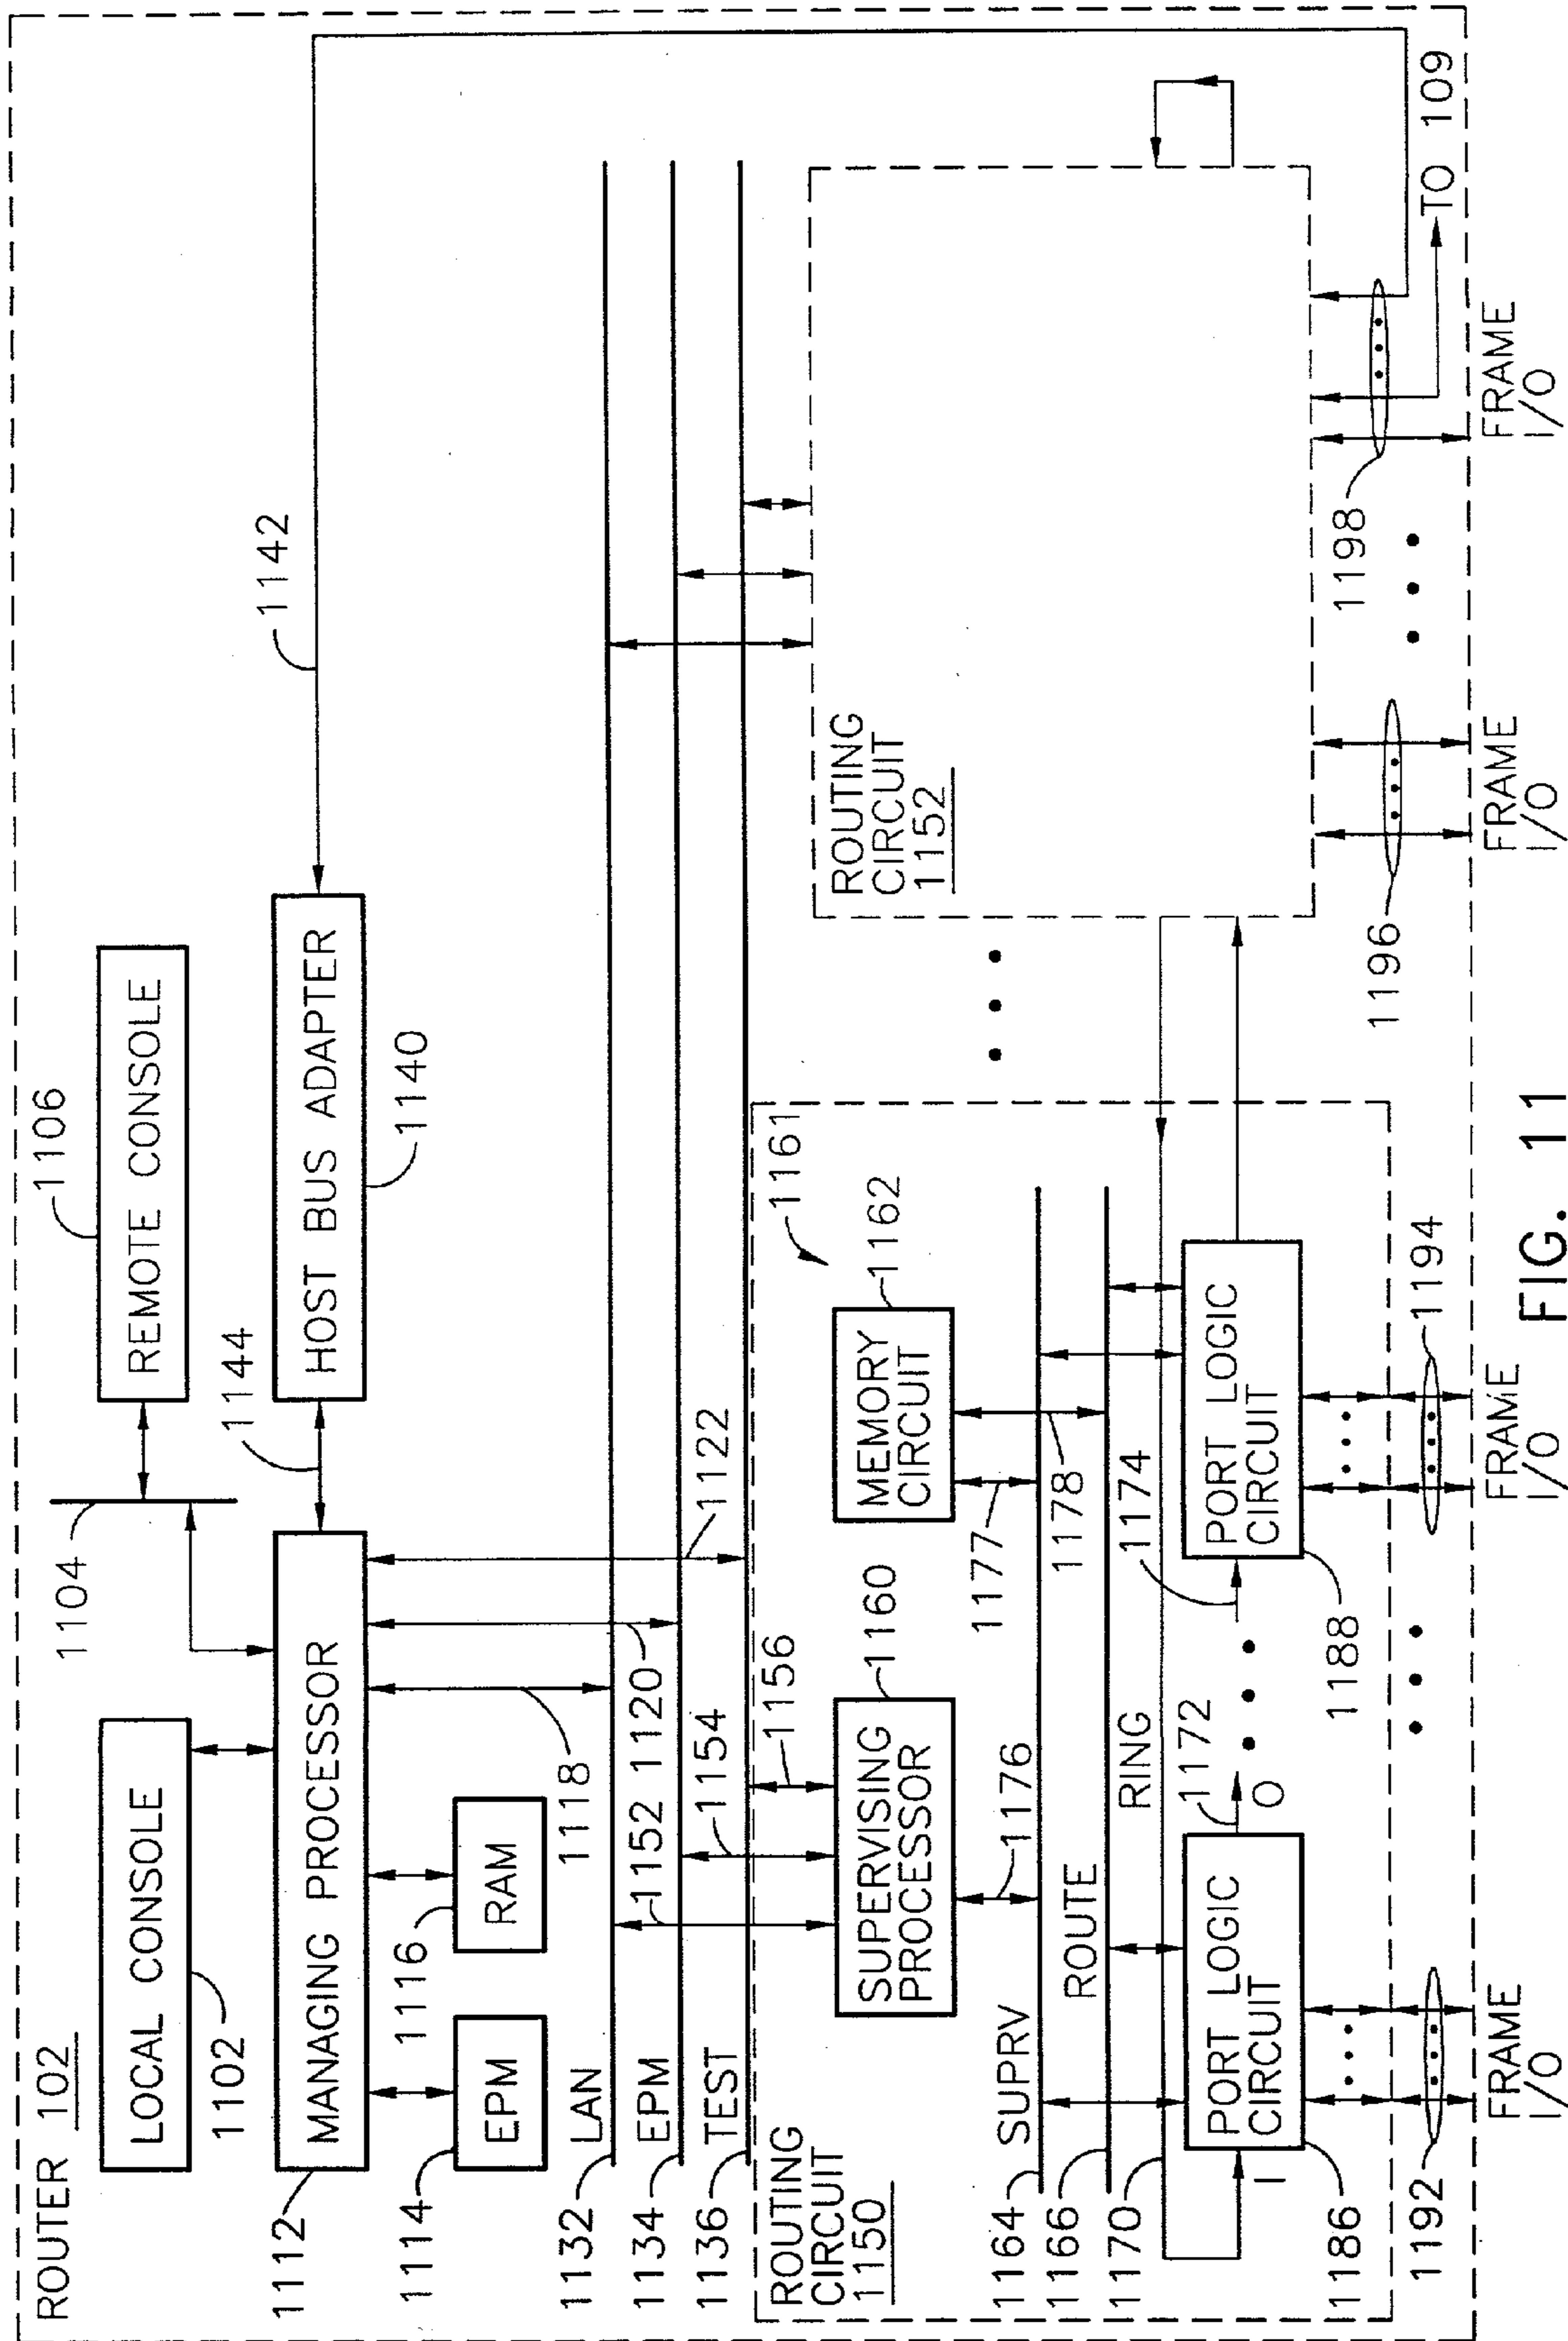 ROUTER 102
LOCAL CONSOLE
1102
1104
REMOTE CONSOLE
1106
1112
MANAGING PROCESSOR
1144
HOST BUS ADAPTER
1140
1142
1114
EPM
1116
RAM
1118
1120
1122
1132
LAN
1134
EPM
1136
TEST
1152
1154
1156
ROUTING
CIRCUIT
1150
SUPERVISING
PROCESSOR
1160
MEMORY
CIRCUIT
1162
1161
1164
SUPRV
1176
1177
1166
ROUTE
1178
1170
RING
1172
1174
I
PORT LOGIC
CIRCUIT
O
1186
PORT LOGIC
CIRCUIT
1188
ROUTING
CIRCUIT
1152
1192
1194
1196
1198
TO 109
FRAME
I/O
FRAME
I/O
FRAME
I/O
FRAME
I/O
FIG. 11